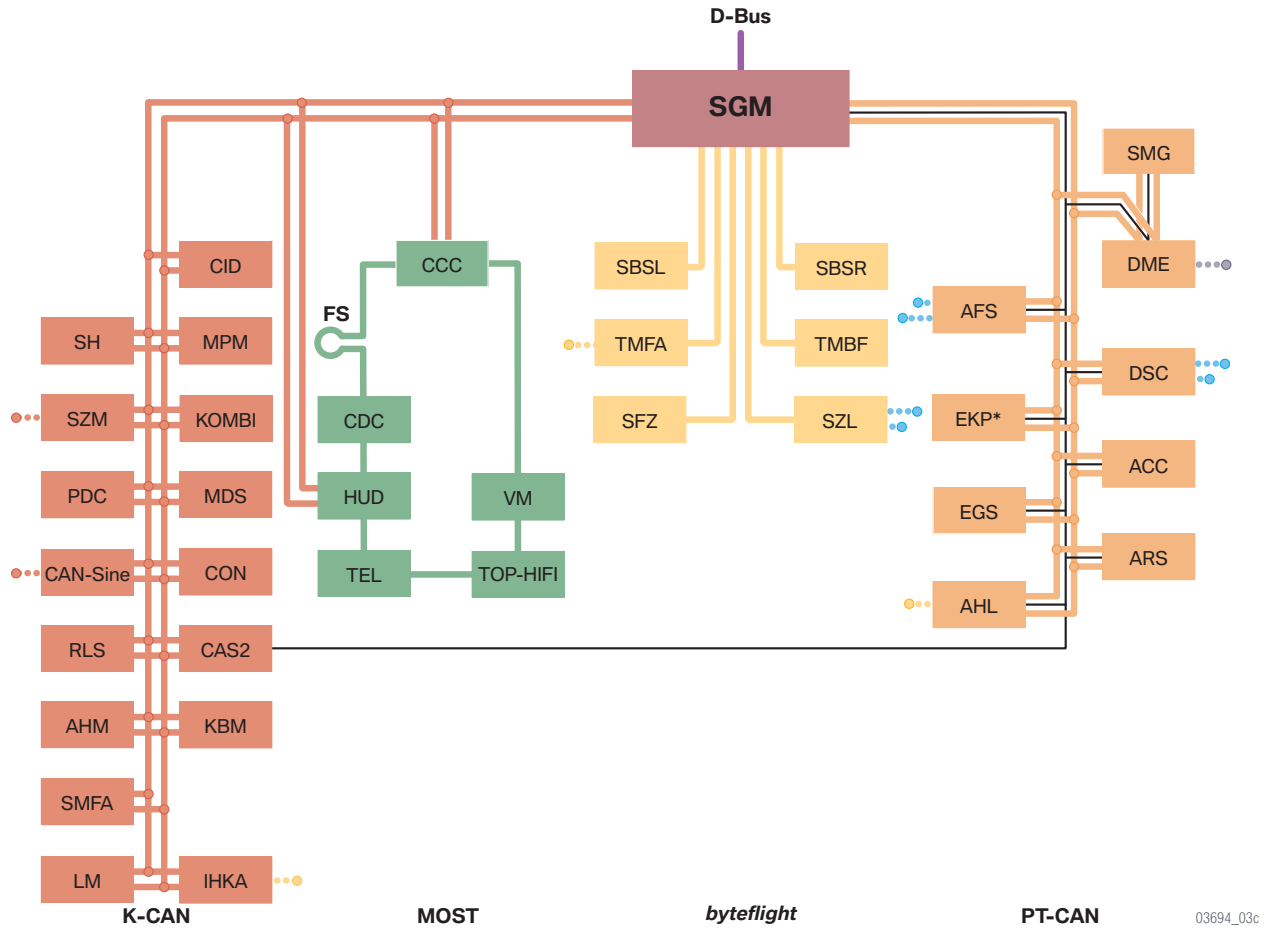 D-Bus
SGM
SMG
CID
CCC
SBSL
SBSR
DME
FS
AFS
SH
MPM
TMFA
TMBF
DSC
SZM
KOMBI
CDC
SFZ
SZL
EKP*
ACC
PDC
MDS
HUD
VM
EGS
CAN-Sine
CON
TEL
TOP-HIFI
ARS
AHL
RLS
CAS2
AHM
KBM
SMFA
LM
IHKA
K-CAN
MOST
byteflight
PT-CAN
03694_03c